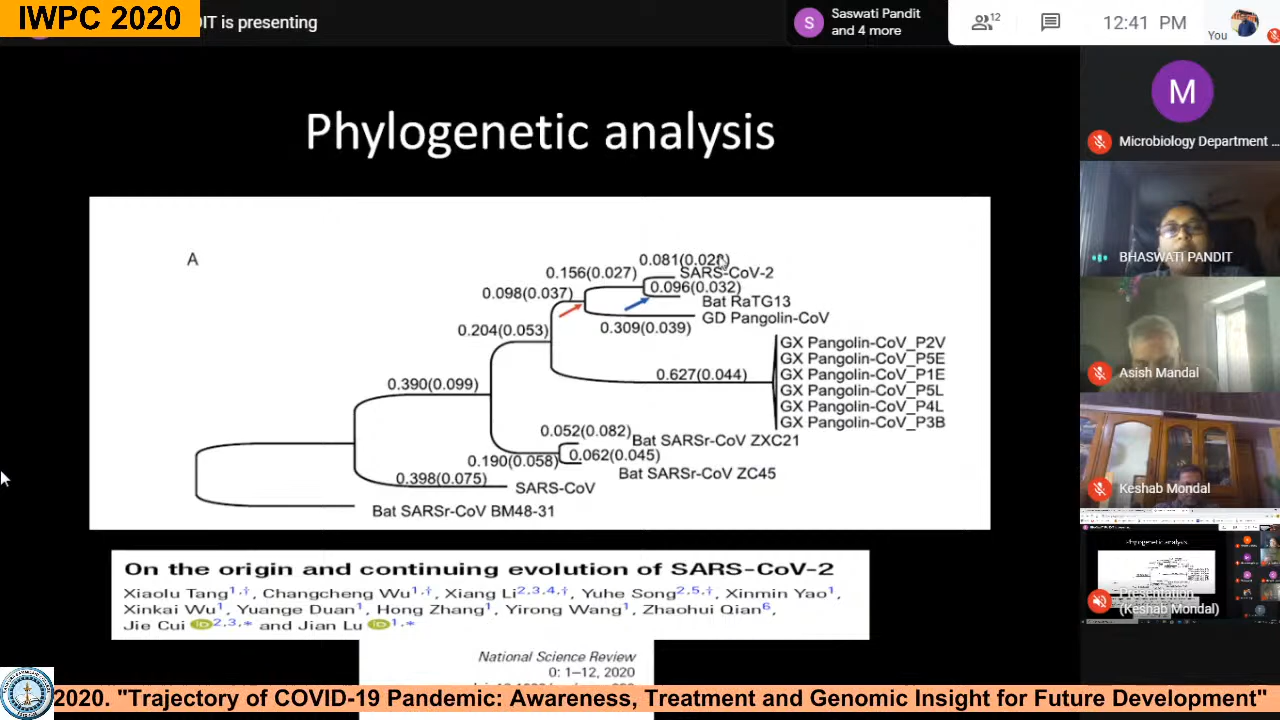 IWPC 2020
DIT is presenting
S
Saswati Pandit
and 4 more
12
12:41 PM
You
Phylogenetic analysis
A
0.081(0.028)
0.156(0.027)
SARS-CoV-2
0.098(0.037)
0.096(0.032)
Bat RaTG13
GD Pangolin-CoV
0.204(0.053)
0.309(0.039)
GX Pangolin-CoV_P2V
GX Pangolin-CoV_P5E
0.627(0.044)
GX Pangolin-CoV_P1E
0.390(0.099)
GX Pangolin-CoV_P5L
GX Pangolin-CoV_P4L
GX Pangolin-CoV_P3B
0.052(0.082)
Bat SARSr-CoV ZXC21
0.062(0.045)
0.190(0.058)
Bat SARSr-CoV ZC45
0.398(0.075)
SARS-CoV
Bat SARSr-CoV BM48-31
On the origin and continuing evolution of SARS-CoV-2
Xiaolu Tang1,†, Changcheng Wu1,†, Xiang Li2,3,4,†, Yuhe Song2,5,†, Xinmin Yao1,
Xinkai Wu1, Yuange Duan1, Hong Zhang1, Yirong Wang1, Zhaohui Qian6,
Jie Cui iD 2,3,* and Jian Lu iD 1,*
National Science Review
0: 1–12, 2020
M
Microbiology Department ...
BHASWATI PANDIT
Asish Mandal
Keshab Mondal
Phylogenetic analysis
Presentation
(Keshab Mondal)
2020. "Trajectory of COVID-19 Pandemic: Awareness, Treatment and Genomic Insight for Future Development"